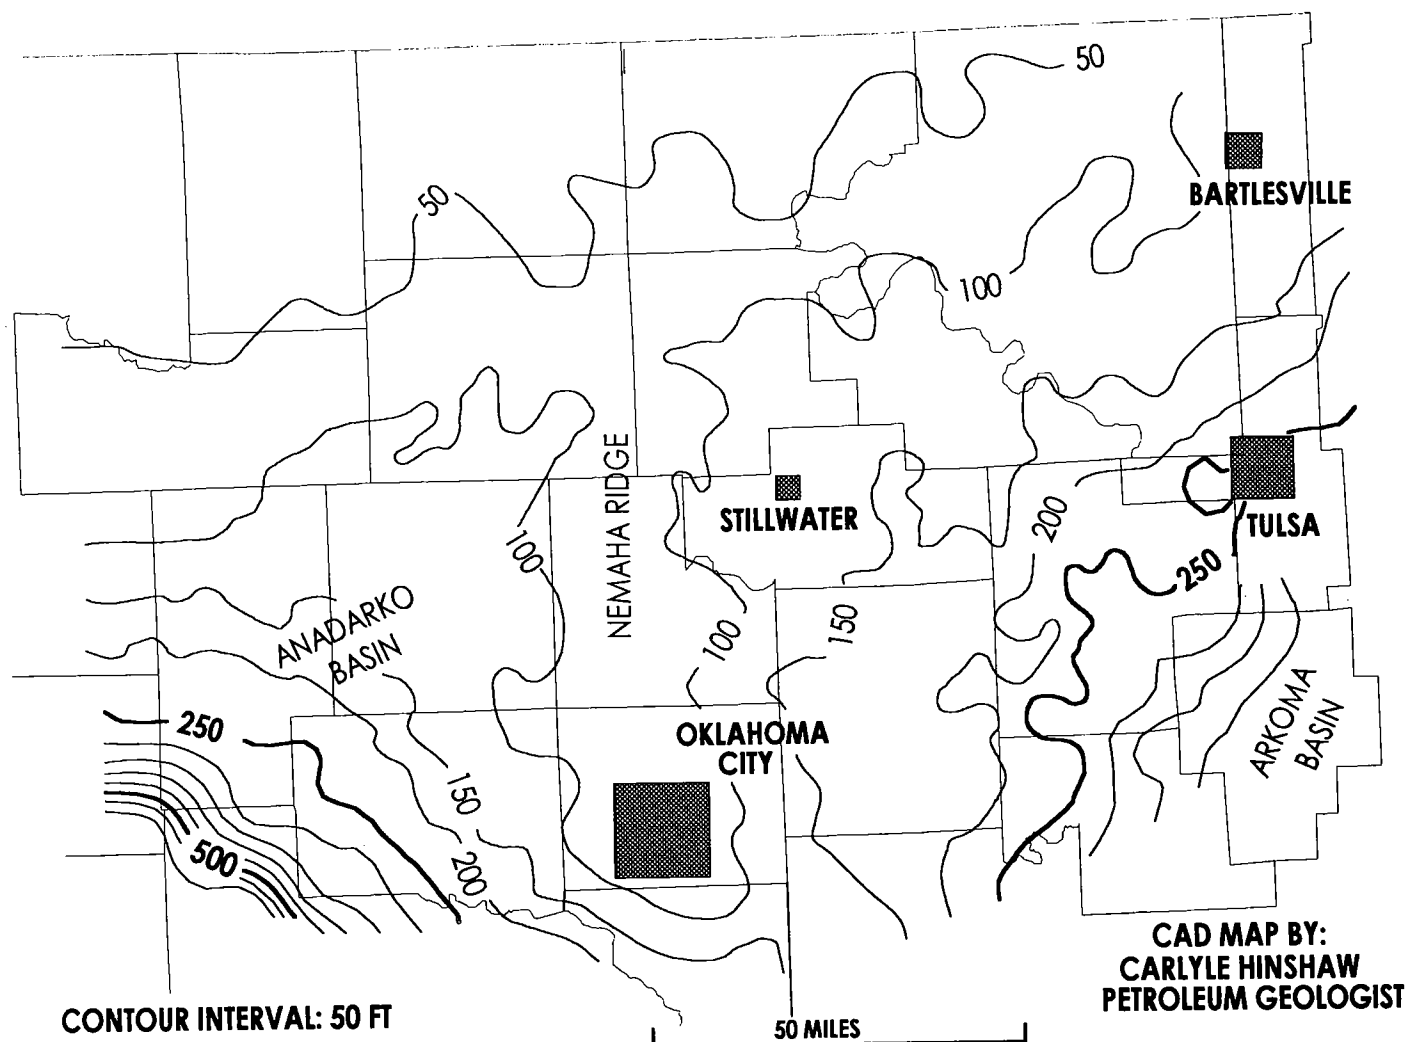 50
BARTLESVILLE
50
100
NEMAHA RIDGE
STILLWATER
200
TULSA
100
250
ANADARKO
BASIN
100
150
ARKOMA
BASIN
250
OKLAHOMA
CITY
150
200
500
CAD MAP BY:
CARLYLE HINSHAW
PETROLEUM GEOLOGIST
CONTOUR INTERVAL: 50 FT
50 MILES